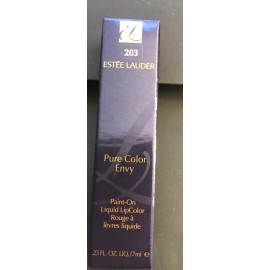 203
ESTĒE LAUDER
Pure Color
Envy
Paint-On
Liquid LipColor
Rouge à
lèvres liquide
.23 FL.OZ.LIQ./7ml ℮